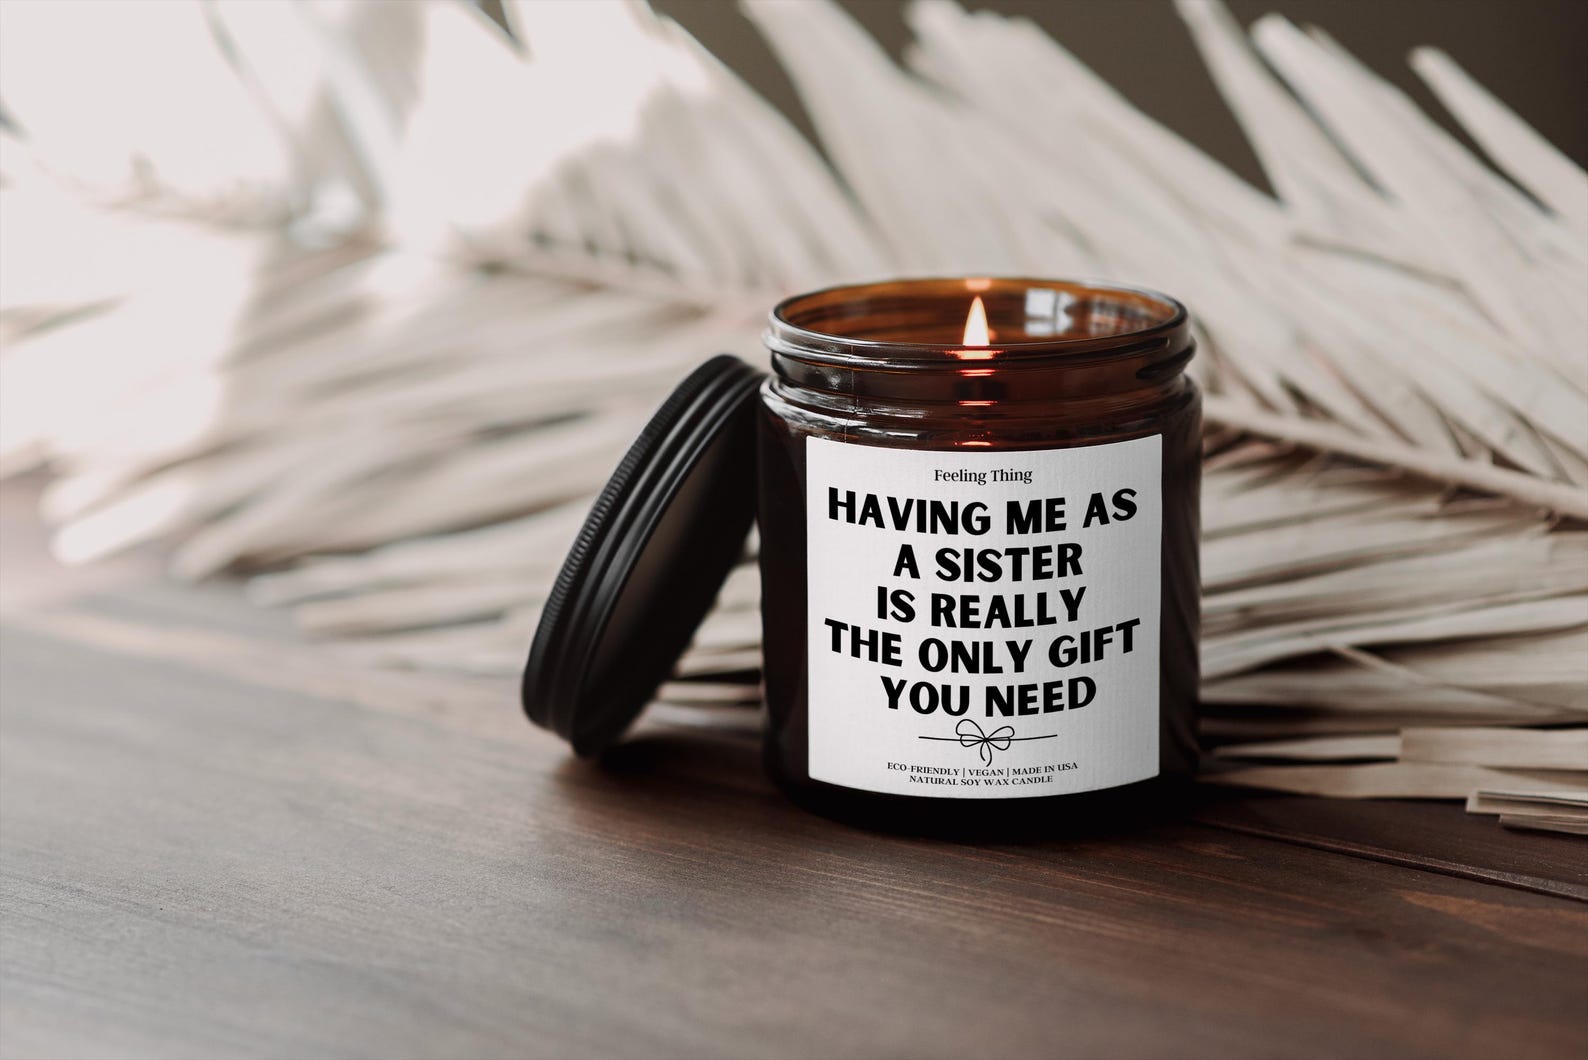 Feeling Thing
HAVING ME AS
A SISTER
IS REALLY
THE ONLY GIFT
YOU NEED
ECO-FRIENDLY | VEGAN | MADE IN USA
NATURAL SOY WAX CANDLE